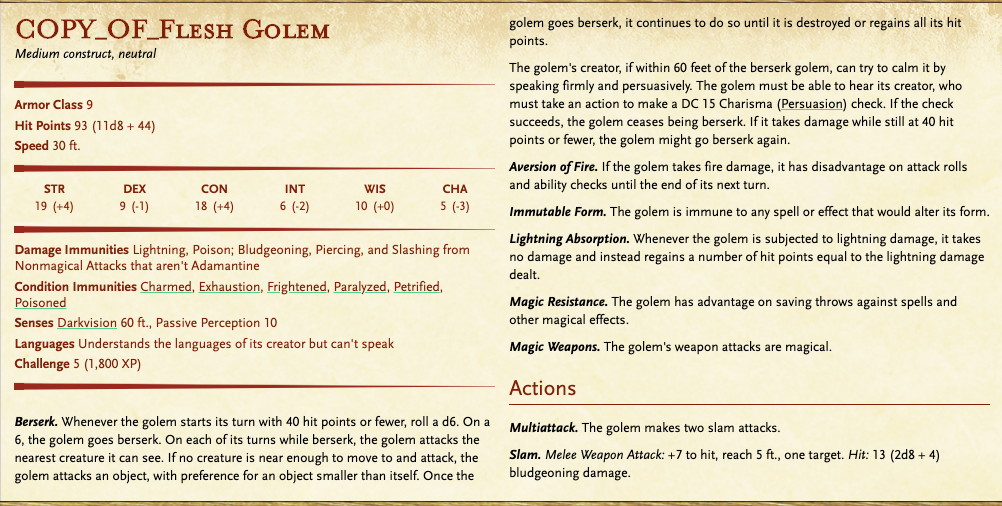 COPY_OF_Flesh Golem
Medium construct, neutral
Armor Class 9
Hit Points 93 (11d8 + 44)
Speed 30 ft.
STR DEX CON INT WIS CHA
19 (+4) 9 (-1) 18 (+4) 6 (-2) 10 (+0) 5 (-3)
Damage Immunities Lightning, Poison; Bludgeoning, Piercing, and Slashing from
Nonmagical Attacks that aren't Adamantine
Condition Immunities Charmed, Exhaustion, Frightened, Paralyzed, Petrified,
Poisoned
Senses Darkvision 60 ft., Passive Perception 10
Languages Understands the languages of its creator but can't speak
Challenge 5 (1,800 XP)
Berserk. Whenever the golem starts its turn with 40 hit points or fewer, roll a d6. On a
6, the golem goes berserk. On each of its turns while berserk, the golem attacks the
nearest creature it can see. If no creature is near enough to move to and attack, the
golem attacks an object, with preference for an object smaller than itself. Once the
golem goes berserk, it continues to do so until it is destroyed or regains all its hit
points.
The golem's creator, if within 60 feet of the berserk golem, can try to calm it by
speaking firmly and persuasively. The golem must be able to hear its creator, who
must take an action to make a DC 15 Charisma (Persuasion) check. If the check
succeeds, the golem ceases being berserk. If it takes damage while still at 40 hit
points or fewer, the golem might go berserk again.
Aversion of Fire. If the golem takes fire damage, it has disadvantage on attack rolls
and ability checks until the end of its next turn.
Immutable Form. The golem is immune to any spell or effect that would alter its form.
Lightning Absorption. Whenever the golem is subjected to lightning damage, it takes
no damage and instead regains a number of hit points equal to the lightning damage
dealt.
Magic Resistance. The golem has advantage on saving throws against spells and
other magical effects.
Magic Weapons. The golem's weapon attacks are magical.
Actions
Multiattack. The golem makes two slam attacks.
Slam. Melee Weapon Attack: +7 to hit, reach 5 ft., one target. Hit: 13 (2d8 + 4)
bludgeoning damage.